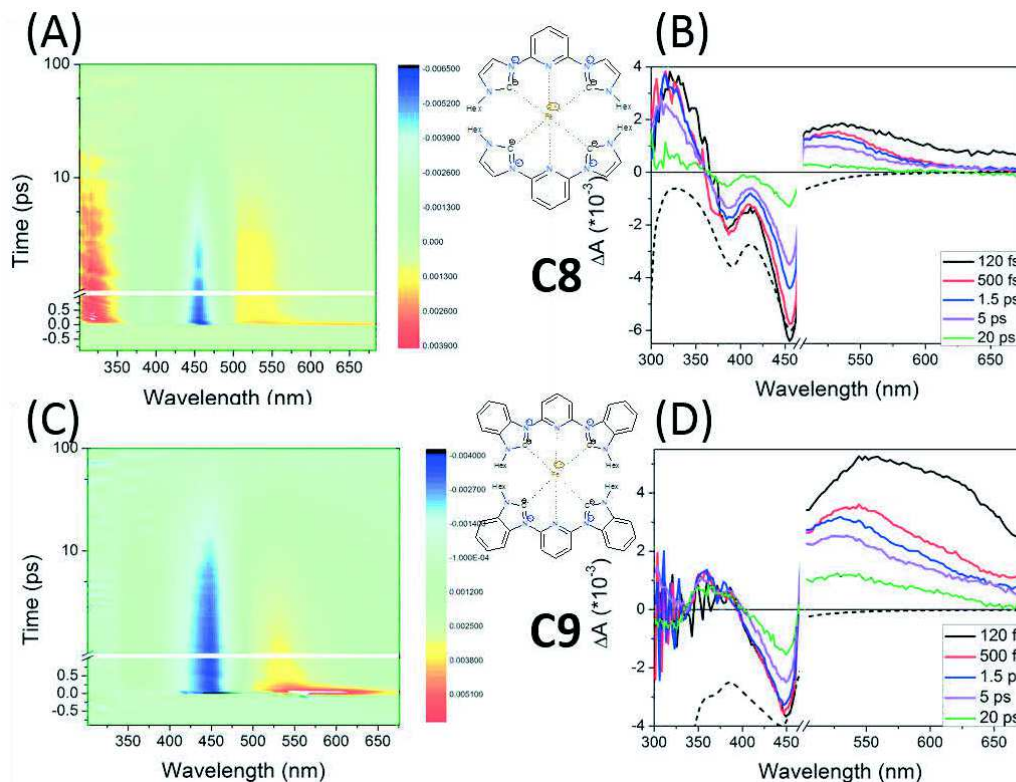 (A)
100
10
0.5
0.0
-0.5
Time (ps)
300 350 400 450 500 550 600 650
Wavelength (nm)
-0.006500
-0.005200
-0.003900
-0.002600
-0.001300
0.000
0.001300
0.002600
0.003900
Hex
Hex
Hex
Hex
C8
(B)
4
2
0
-2
-4
-6
ΔA (*10⁻³)
300 350 400 450 550 600 650
Wavelength (nm)
120 fs
500 fs
1.5 ps
5 ps
20 ps
(C)
100
10
0.5
0.0
-0.5
Time (ps)
300 350 400 450 500 550 600 650
Wavelength (nm)
-0.004000
-0.002700
-0.001400
-1.000E-04
0.001200
0.002500
0.003800
0.005100
Hex
Hex
Hex
Hex
C9
(D)
4
2
0
-2
-4
ΔA (*10⁻³)
300 350 400 450 550 600 650
Wavelength (nm)
120 fs
500 fs
1.5 p
5 ps
20 ps